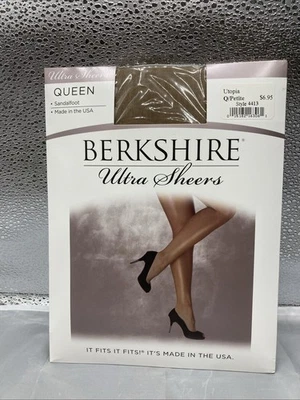 Ultra Sheers
QUEEN
• Sandalfoot
• Made in the USA
Utopia
Q/Petite $6.95
Style 4413
BERKSHIRE®
Ultra Sheers
IT FITS IT FITS!® IT'S MADE IN THE USA.